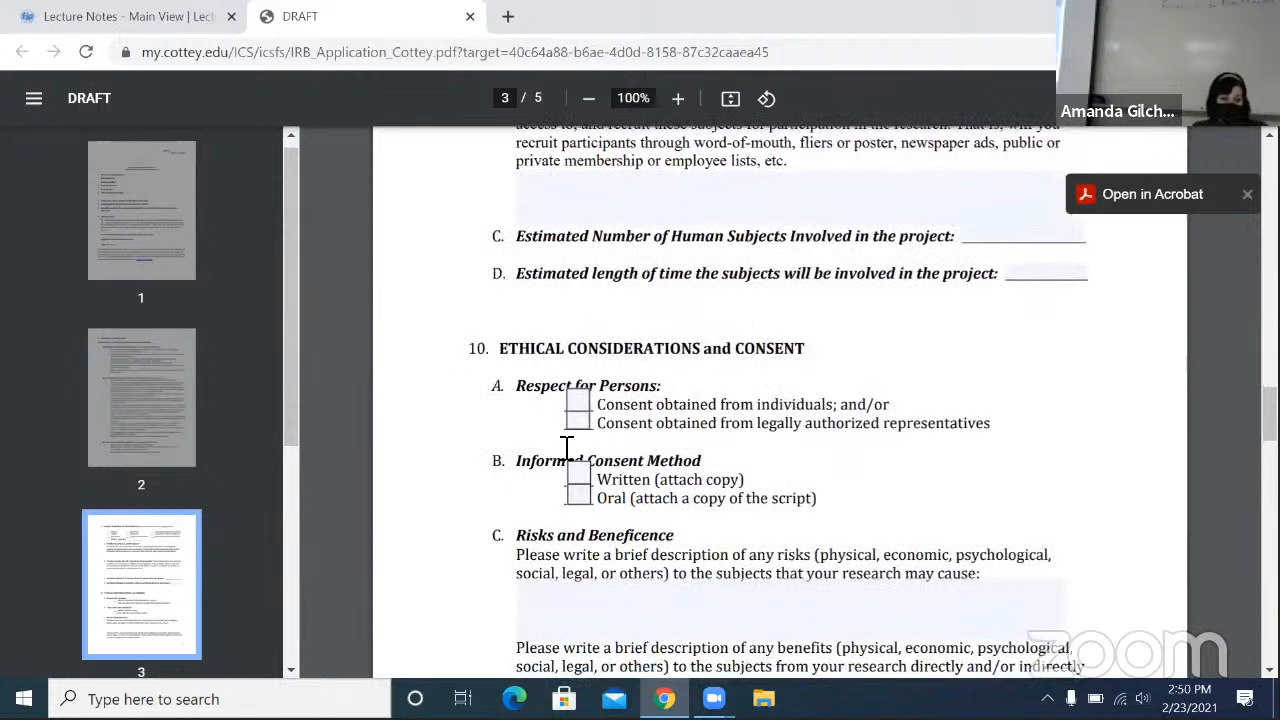 Lecture Notes - Main View | Lect
DRAFT
my.cottey.edu/ICS/icsfs/IRB_Application_Cottey.pdf?target=40c64a88-b6ae-4d0d-8158-87c32caaea45
DRAFT
3 / 5
100%
Amanda Gilch...
access to, and recruit these subjects for participation in the research. That is, will you
recruit participants through word-of-mouth, fliers or poster, newspaper ads, public or
private membership or employee lists, etc.
Open in Acrobat
C. Estimated Number of Human Subjects Involved in the project:
D. Estimated length of time the subjects will be involved in the project:
10. ETHICAL CONSIDERATIONS and CONSENT
A. Respect for Persons:
Consent obtained from individuals; and/or
Consent obtained from legally authorized representatives
B. Informed Consent Method
Written (attach copy)
Oral (attach a copy of the script)
C. Risks and Beneficence
Please write a brief description of any risks (physical, economic, psychological,
social, legal, or others) to the subjects that your research may cause:
Please write a brief description of any benefits (physical, economic, psychological,
social, legal, or others) to the subjects from your research directly and/or indirectly
1
2
3
zoom
Type here to search
2:50 PM
2/23/2021